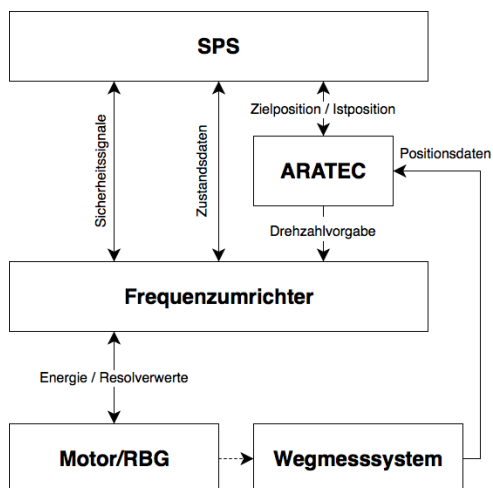 SPS
Sicherheitssignale
Zustandsdaten
Zielposition / Istposition
ARATEC
Positionsdaten
Drehzahlvorgabe
Frequenzumrichter
Energie / Resolverwerte
Motor/RBG
Wegmesssystem